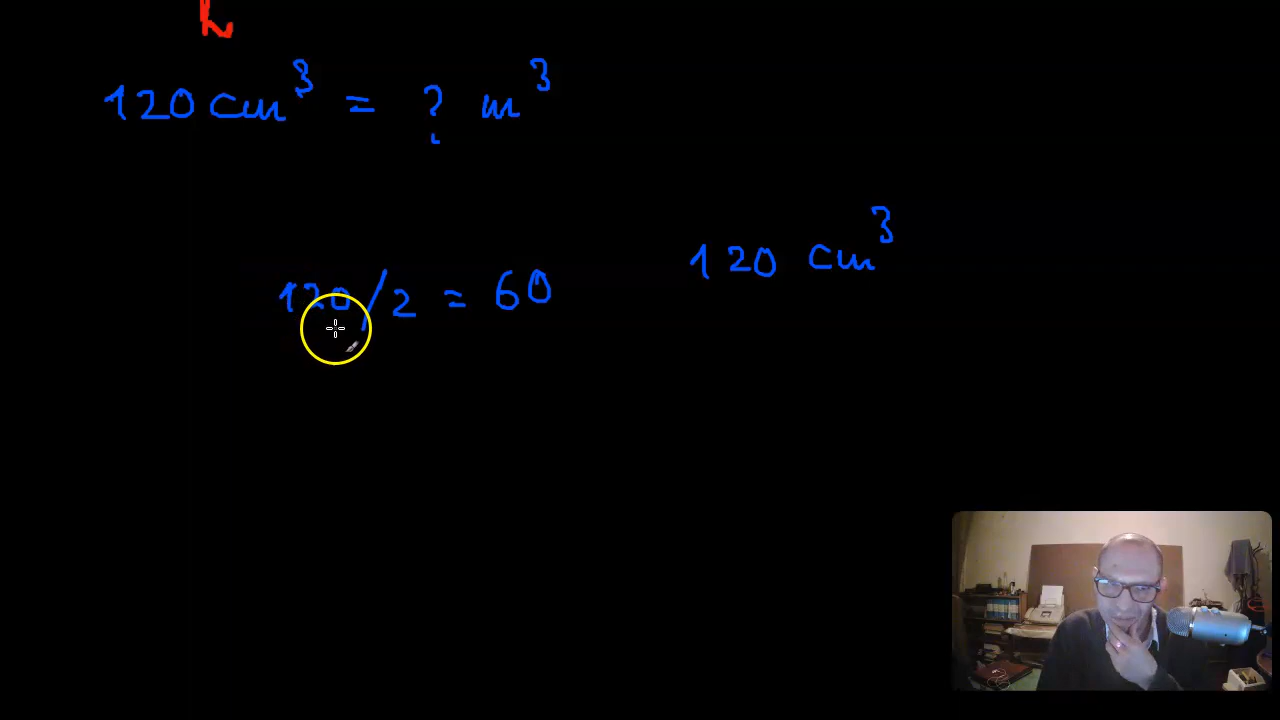 h
120 cm³ = ? m³
120 cm³
120/2 = 60